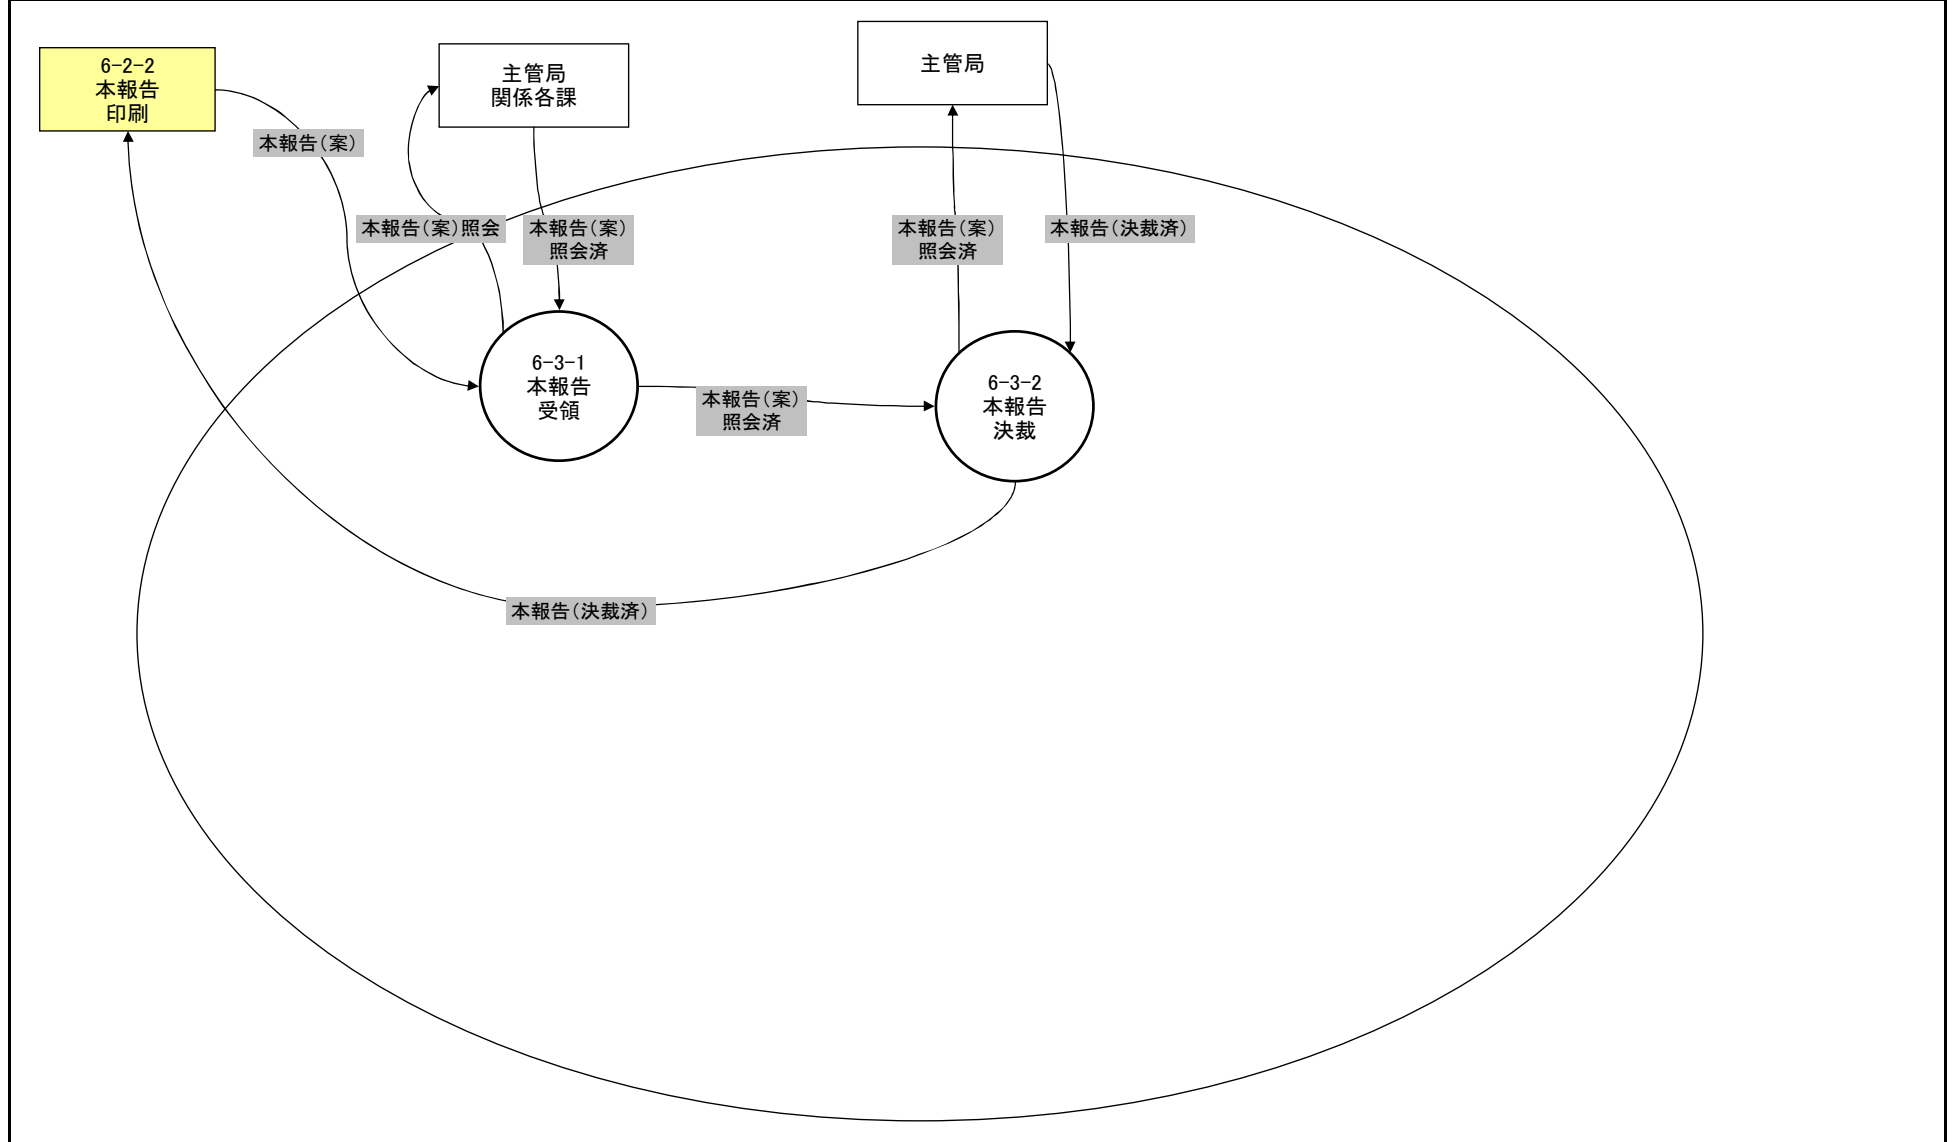 6-2-2
本報告
印刷
主管局
関係各課
主管局
本報告(案)
本報告(案)照会
本報告(案)
照会済
本報告(案)
照会済
本報告(決裁済)
6-3-1
本報告
受領
本報告(案)
照会済
6-3-2
本報告
決裁
本報告(決裁済)